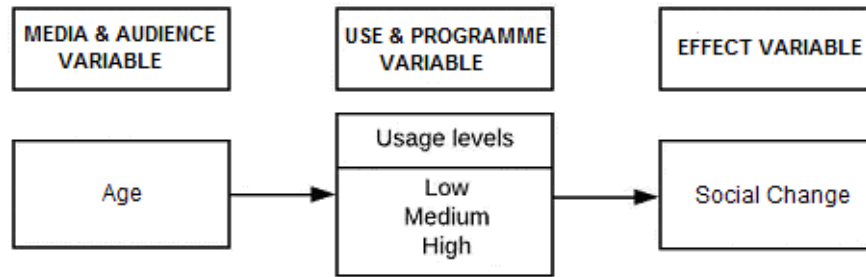 MEDIA & AUDIENCE
VARIABLE
USE & PROGRAMME
VARIABLE
EFFECT VARIABLE
Age
Usage levels
Low
Medium
High
Social Change